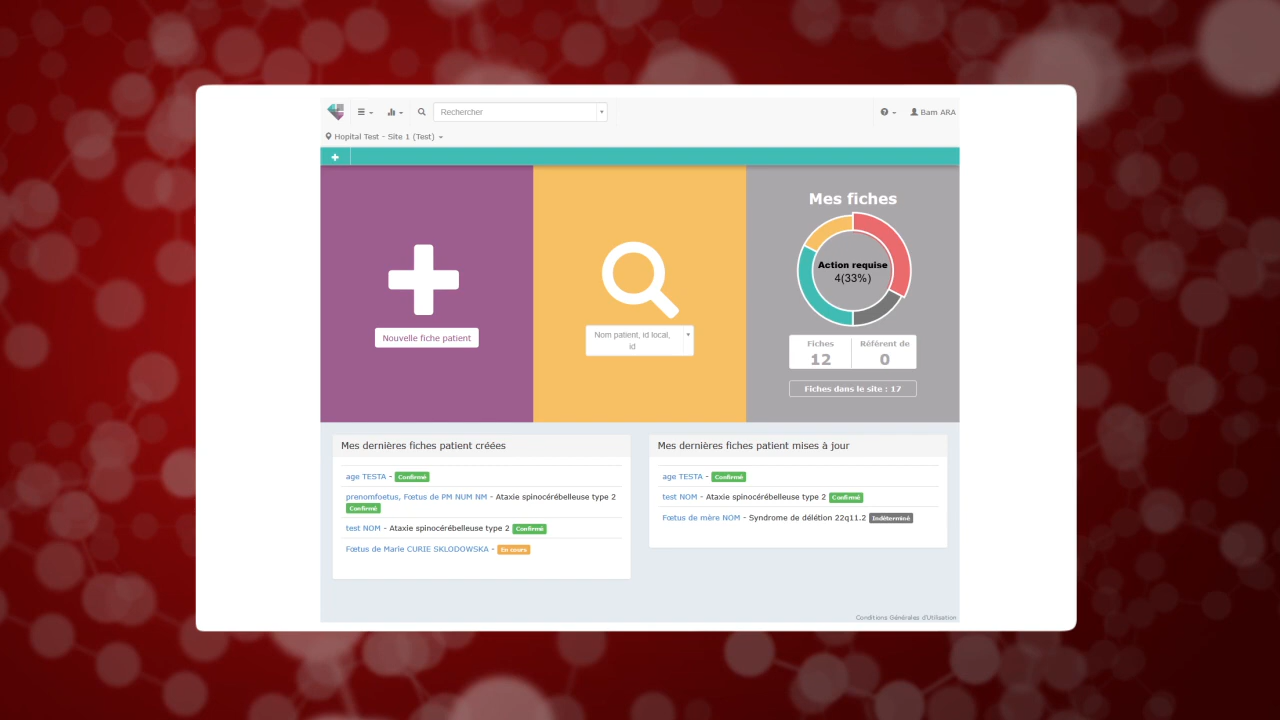 Rechercher
Bam ARA
Hopital Test - Site 1 (Test)
Nouvelle fiche patient
Nom patient, id local,
id
Mes fiches
Action requise
4(33%)
Fiches
12
Référent de
0
Fiches dans le site : 17
Mes dernières fiches patient créées
age TESTA - Confirmé
prenomfoetus, Fœtus de PM NUM NM - Ataxie spinocérébelleuse type 2
Confirmé
test NOM - Ataxie spinocérébelleuse type 2 Confirmé
Fœtus de Marie CURIE SKLODOWSKA - En cours
Mes dernières fiches patient mises à jour
age TESTA - Confirmé
test NOM - Ataxie spinocérébelleuse type 2 Confirmé
Fœtus de mère NOM - Syndrome de délétion 22q11.2 Indéterminé
Conditions Générales d'Utilisation